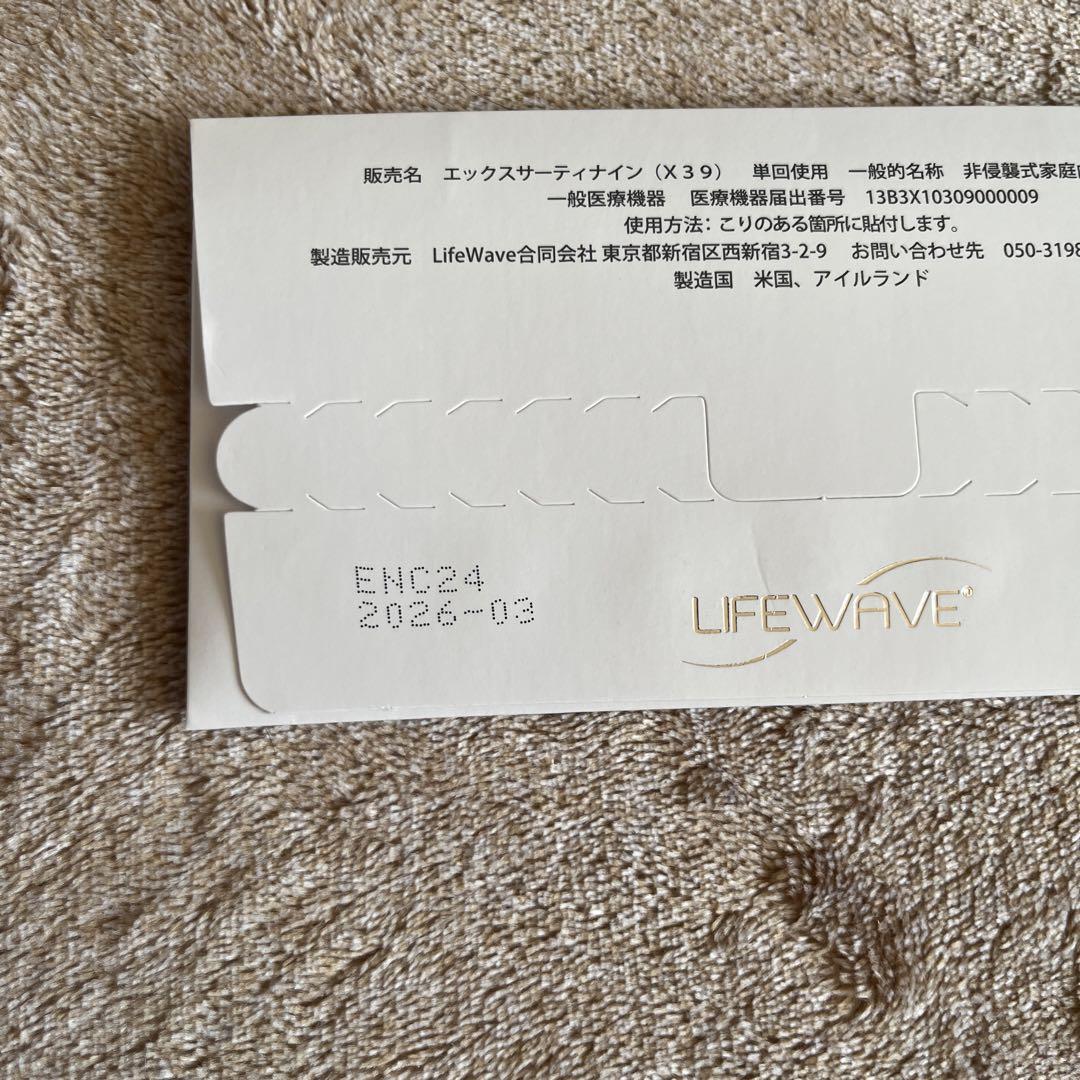 販売名　エックスサーティナイン（Ｘ３９）　単回使用　一般的名称　非侵襲式家庭
一般医療機器　医療機器届出番号　13B3X10309000009
使用方法：こりのある箇所に貼付します。
製造販売元　LifeWave合同会社 東京都新宿区西新宿3-2-9　お問い合わせ先　050-3198
製造国　米国、アイルランド
ENC24
2026-03
LIFEWAVE®